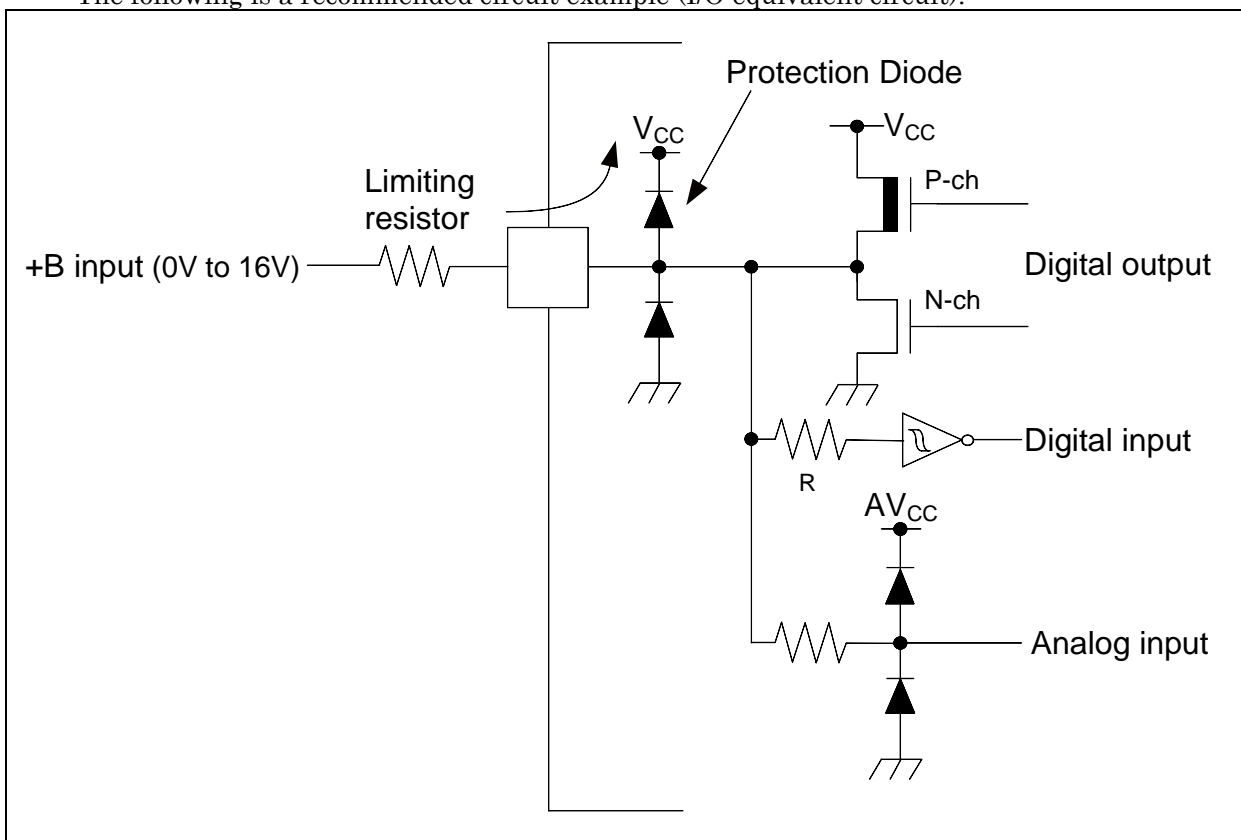 The following is a recommended circuit example (I/O equivalent circuit).
Protection Diode
VCC
VCC
Limiting
resistor
P-ch
+B input (0V to 16V)
Digital output
N-ch
Digital input
R
AVCC
Analog input